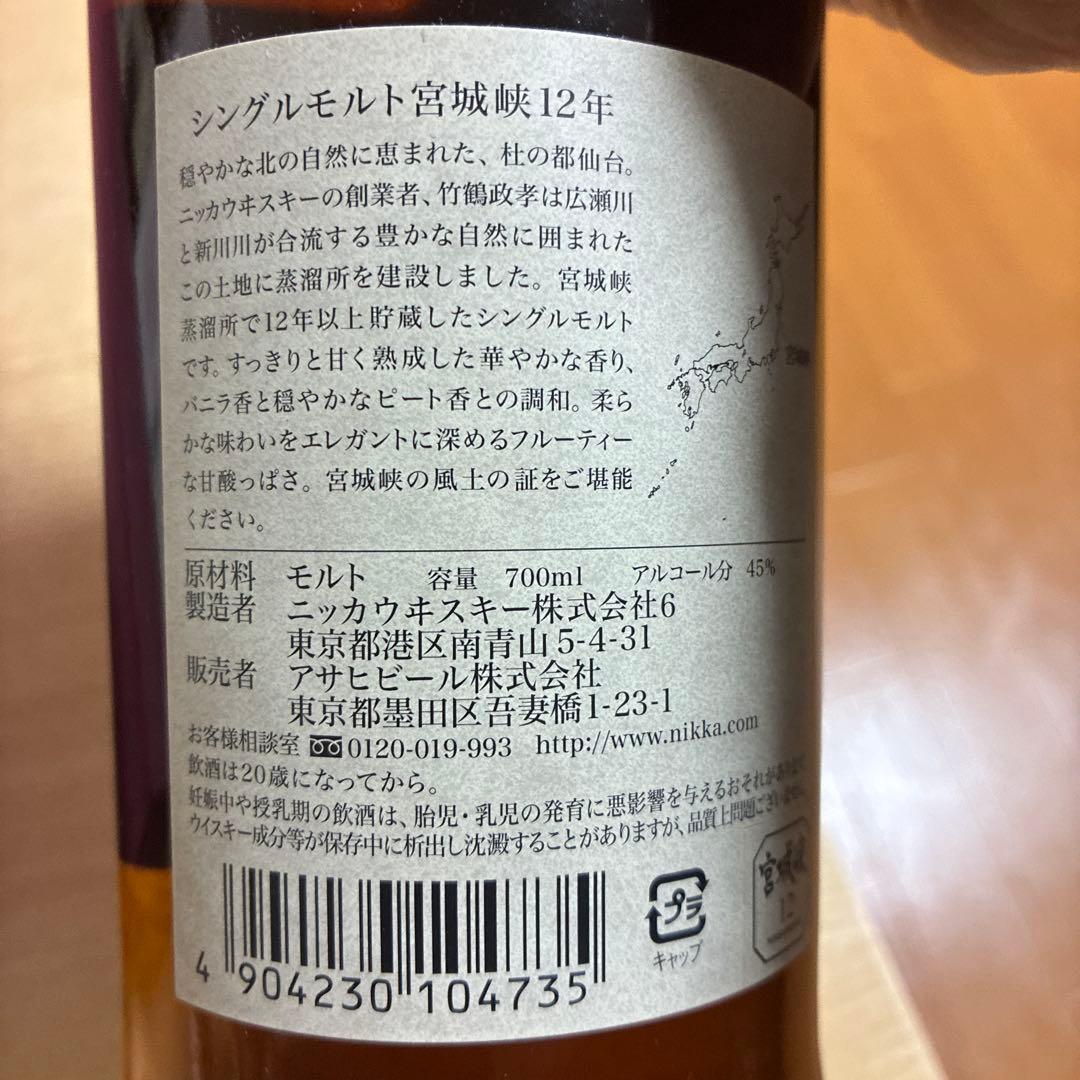 シングルモルト宮城峡12年
穏やかな北の自然に恵まれた、杜の都仙台。
ニッカウヰスキーの創業者、竹鶴政孝は広瀬川
と新川川が合流する豊かな自然に囲まれた
この土地に蒸溜所を建設しました。宮城峡
蒸溜所で12年以上貯蔵したシングルモルト
です。すっきりと甘く熟成した華やかな香り、
バニラ香と穏やかなピート香との調和。柔ら
かな味わいをエレガントに深めるフルーティー
な甘酸っぱさ。宮城峡の風土の証をご堪能
ください。
原材料 モルト 容量 700ml アルコール分 45%
製造者 ニッカウヰスキー株式会社6
東京都港区南青山5-4-31
販売者 アサヒビール株式会社
東京都墨田区吾妻橋1-23-1
お客様相談室 0120-019-993 http://www.nikka.com
飲酒は20歳になってから。
妊娠中や授乳期の飲酒は、胎児・乳児の発育に悪影響を与えるおそれがあります
ウイスキー成分等が保存中に析出し沈澱することがありますが、品質上問題ございません
プラ
キャップ
宮城峡
12
4 904230 104735